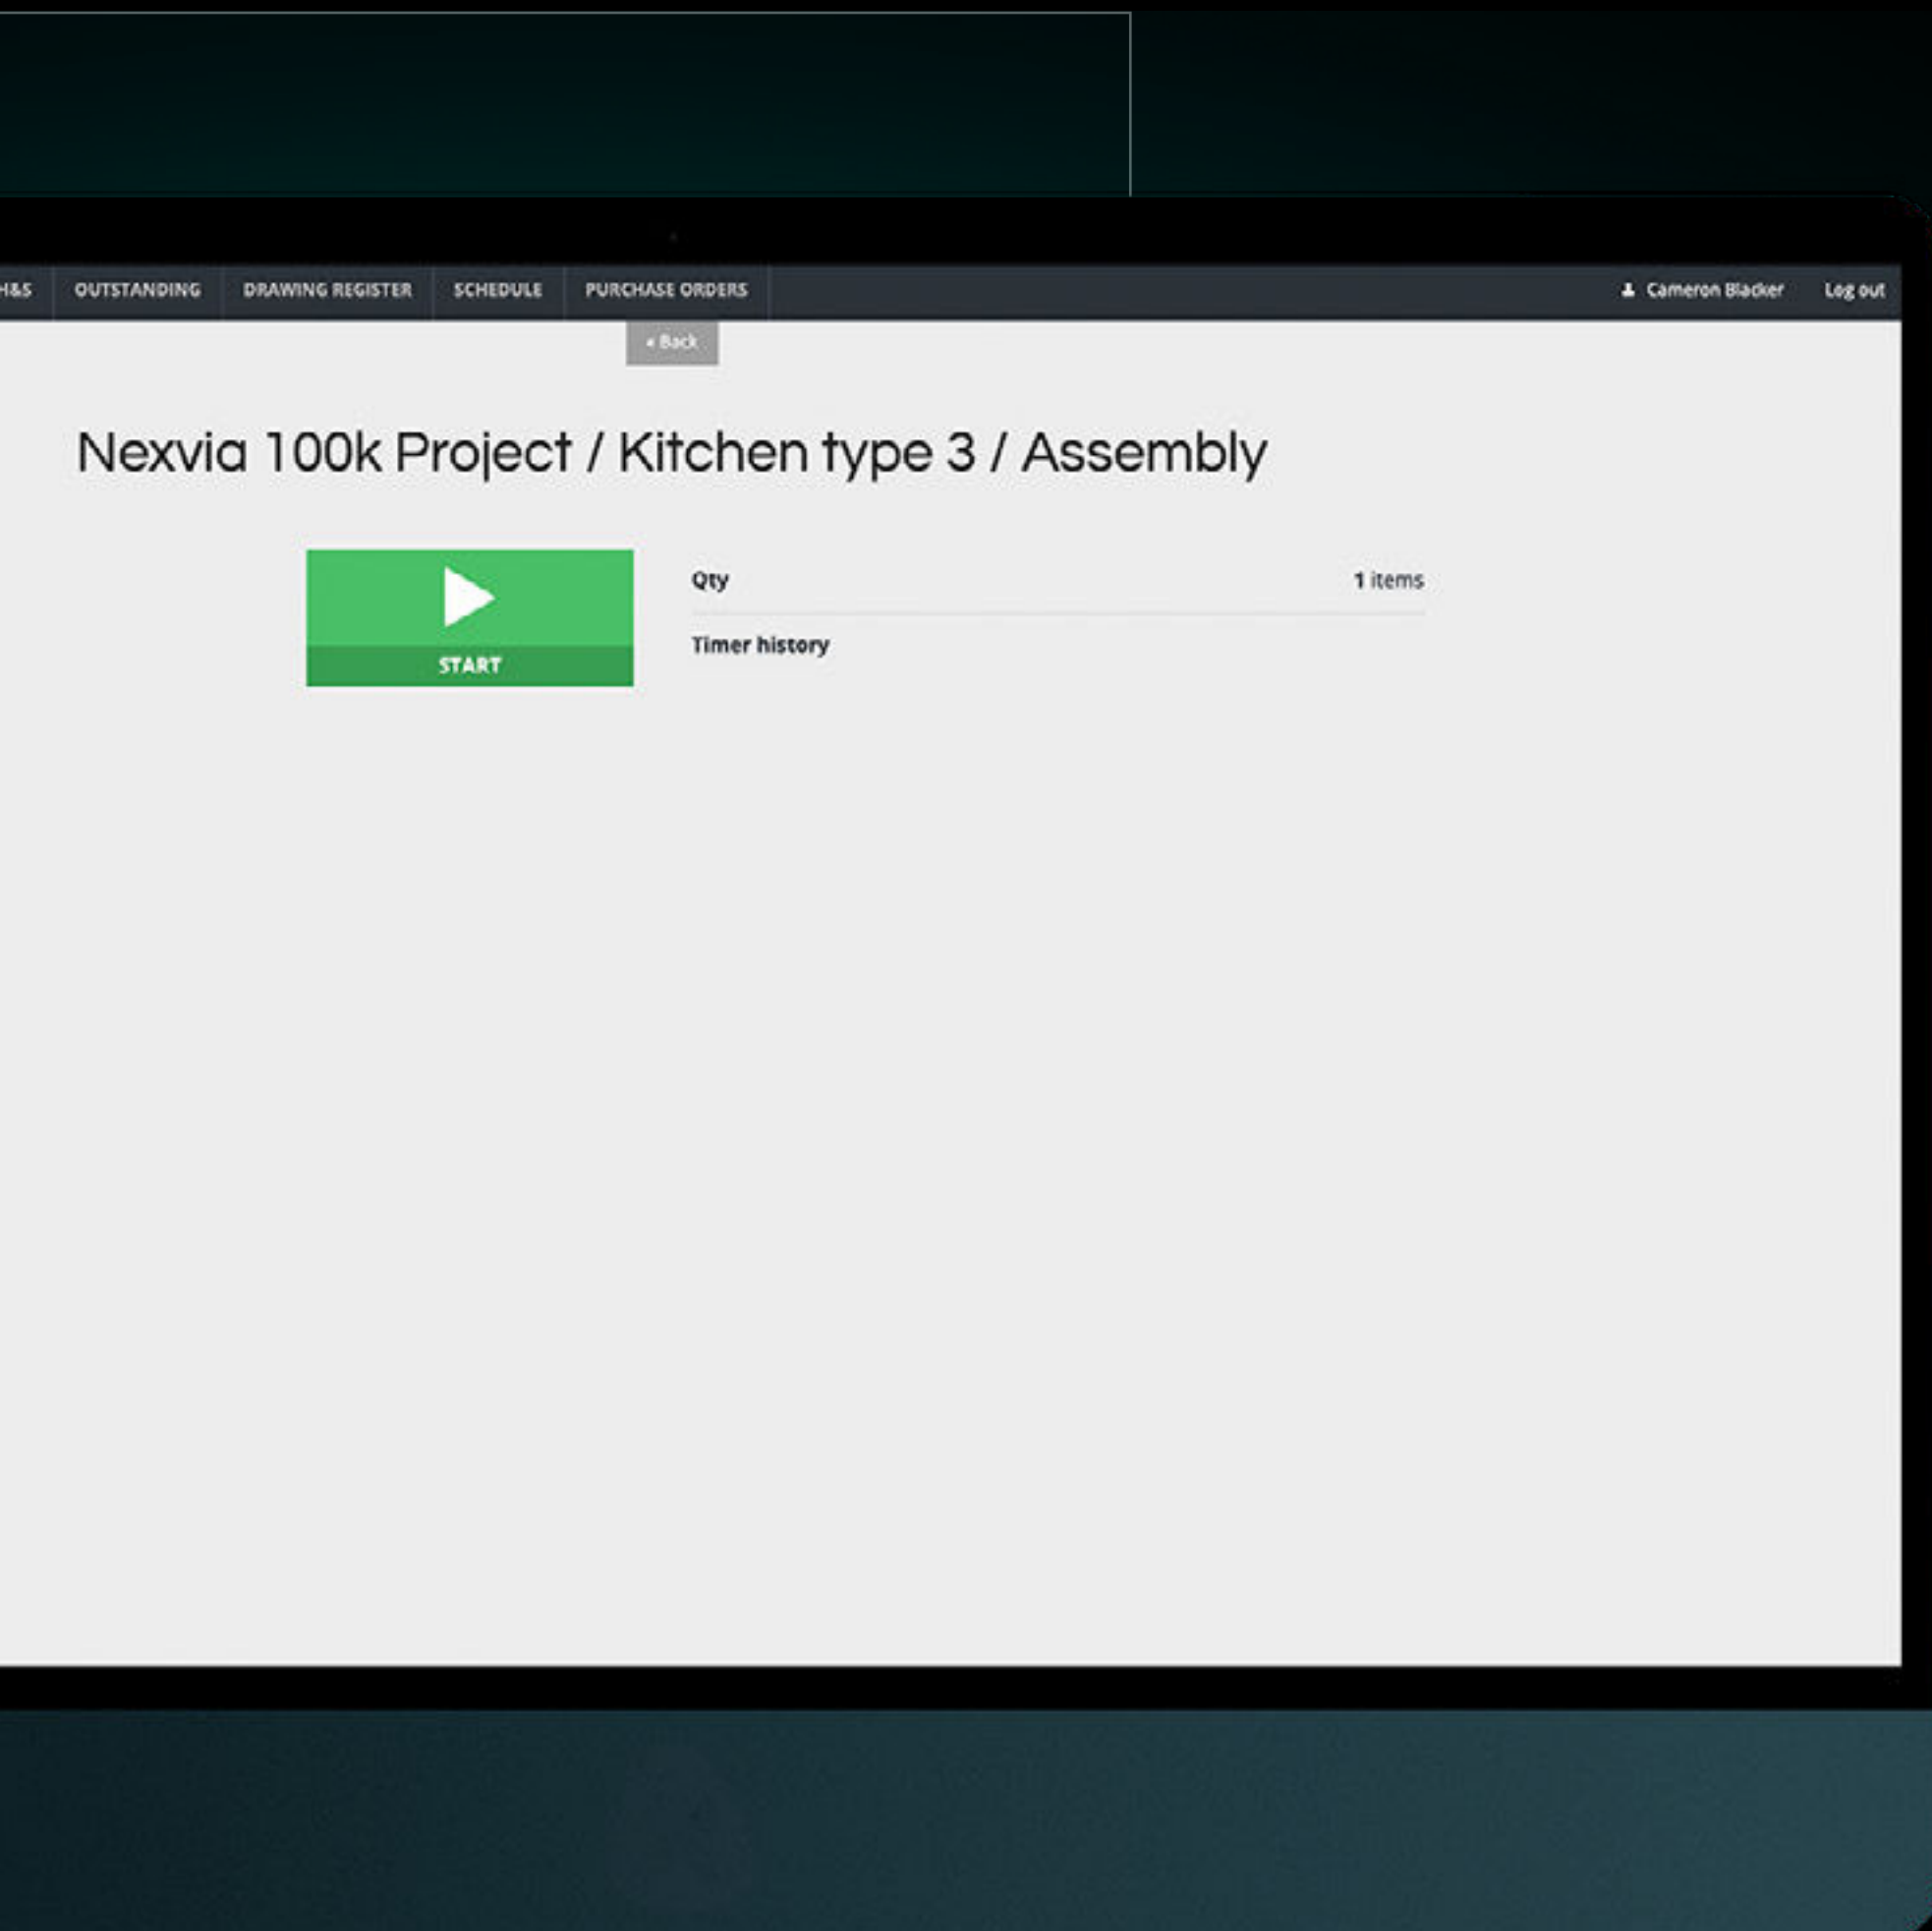 H&S OUTSTANDING DRAWING REGISTER SCHEDULE PURCHASE ORDERS Cameron Blacker Log out
« Back
Nexvia 100k Project / Kitchen type 3 / Assembly
Qty 1 items
START Timer history